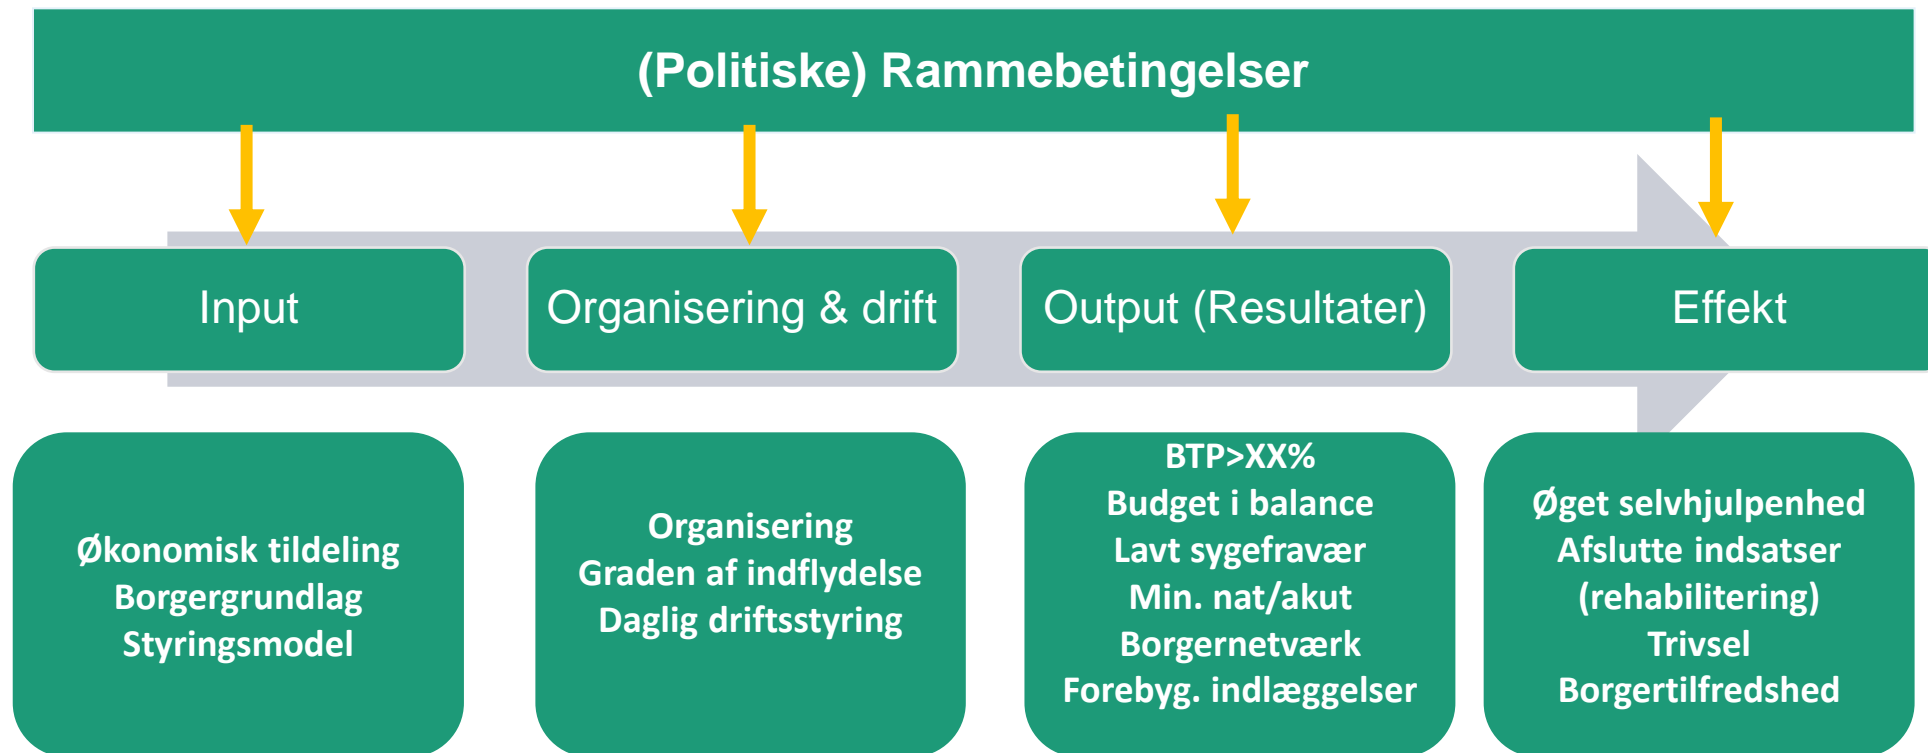 (Politiske) Rammebetingelser
Input
Organisering & drift
Output (Resultater)
Effekt
Økonomisk tildeling
Borgergrundlag
Styringsmodel
Organisering
Graden af indflydelse
Daglig driftsstyring
BTP>XX%
Budget i balance
Lavt sygefravær
Min. nat/akut
Borgernetværk
Forebyg. indlæggelser
Øget selvhjulpenhed
Afslutte indsatser
(rehabilitering)
Trivsel
Borgertilfredshed